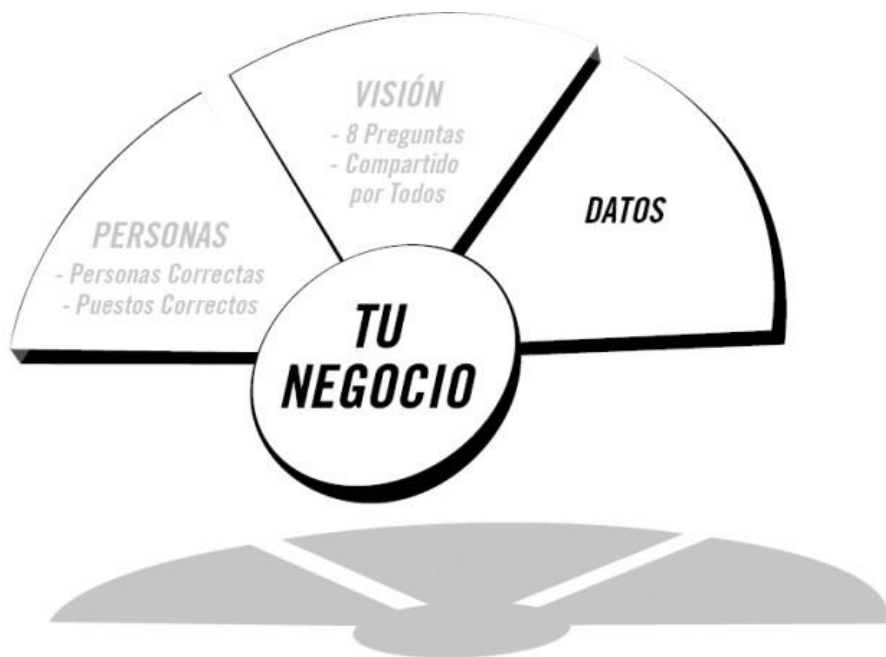 VISIÓN
- 8 Preguntas
- Compartido
por Todos
PERSONAS
- Personas Correctas
- Puestos Correctos
DATOS
TU
NEGOCIO